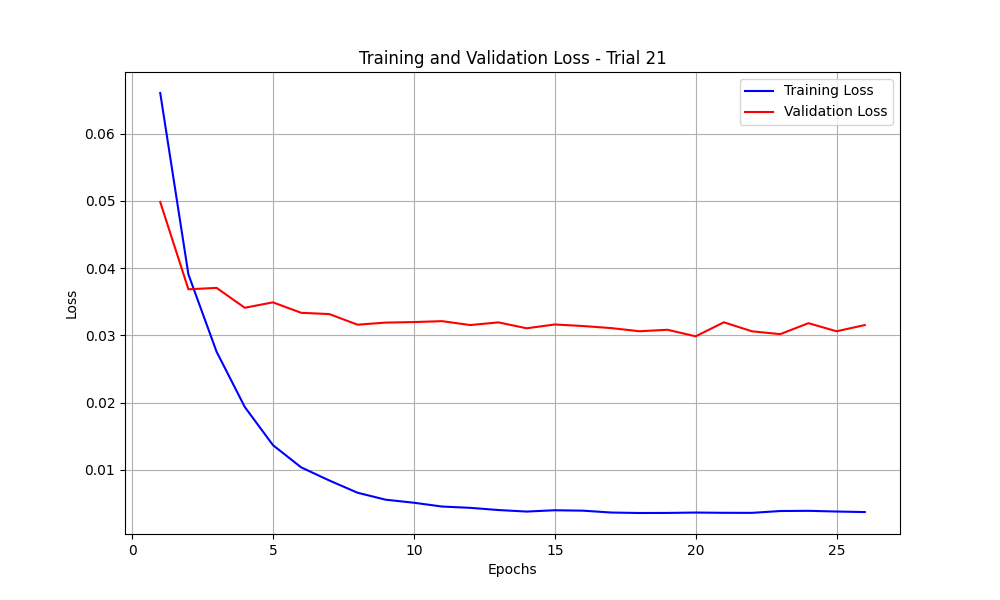 Training and Validation Loss - Trial 21
Training Loss
Validation Loss
0.06
0.05
0.04
0.03
0.02
0.01
Loss
0 5 10 15 20 25
Epochs